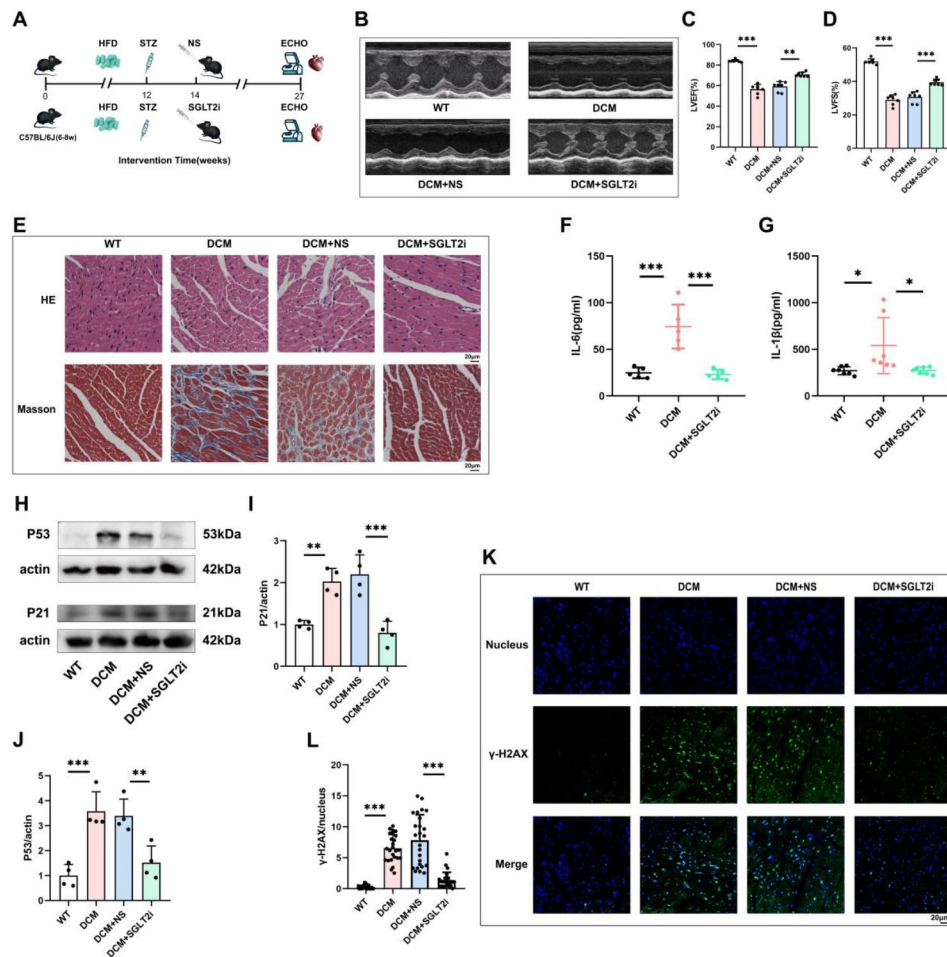 A
HFD STZ NS ECHO
0 12 14 27
HFD STZ SGLT2i ECHO
C57BL/6J(6-8w)
Intervention Time(weeks)
B
WT DCM
DCM+NS DCM+SGLT2i
C
LVEF(%)
100
80
60
40
20
0
*** **
WT DCM DCM+NS DCM+SGLT2i
D
LVFS(%)
80
60
40
20
0
*** ***
WT DCM DCM+NS DCM+SGLT2i
E
WT DCM DCM+NS DCM+SGLT2i
HE
20μm
Masson
20μm
F
IL-6(pg/ml)
150
100
50
0
*** ***
WT DCM DCM+SGLT2i
G
IL-1β(pg/ml)
1500
1000
500
0
* *
WT DCM DCM+SGLT2i
H
P53 53kDa
actin 42kDa
P21 21kDa
actin 42kDa
WT DCM DCM+NS DCM+SGLT2i
I
P21/actin
3
2
1
0
** ***
WT DCM DCM+NS DCM+SGLT2i
J
P53/actin
5
4
3
2
1
0
*** **
WT DCM DCM+NS DCM+SGLT2i
L
γ-H2AX/nucleus
20
15
10
5
0
*** ***
WT DCM DCM+NS DCM+SGLT2i
K
WT DCM DCM+NS DCM+SGLT2i
Nucleus
γ-H2AX
Merge
20μm